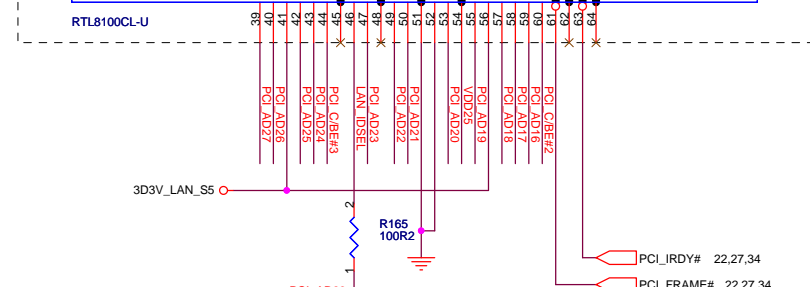 RTL8100CL-U
39
40
41
42
43
44
45
46
47
48
49
50
51
52
53
54
55
56
57
58
59
60
61
62
63
64
PCI_AD27
PCI_AD26
PCI_AD25
PCI_AD24
PCI_C/BE#3
LAN_IDSEL
PCI_AD23
PCI_AD22
PCI_AD21
PCI_AD20
VDD25
PCI_AD19
PCI_AD18
PCI_AD17
PCI_AD16
PCI_C/BE#2
3D3V_LAN_S5
2
R165
100R2
1
PCI_IRDY# 22,27,34
PCI_FRAME# 22,27,34